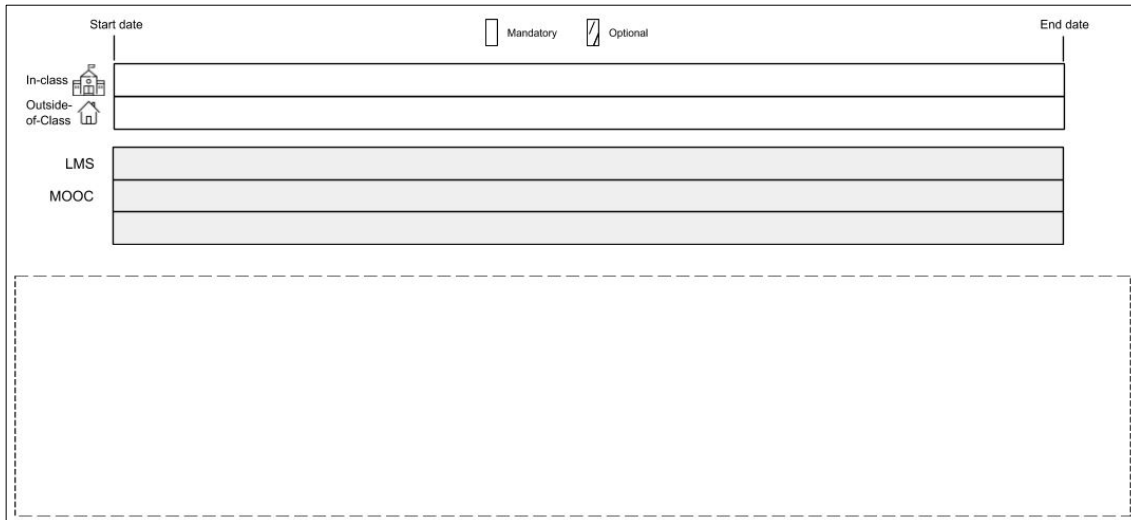 Start date
Mandatory
Optional
End date
In-class
Outside-
of-Class
LMS
MOOC